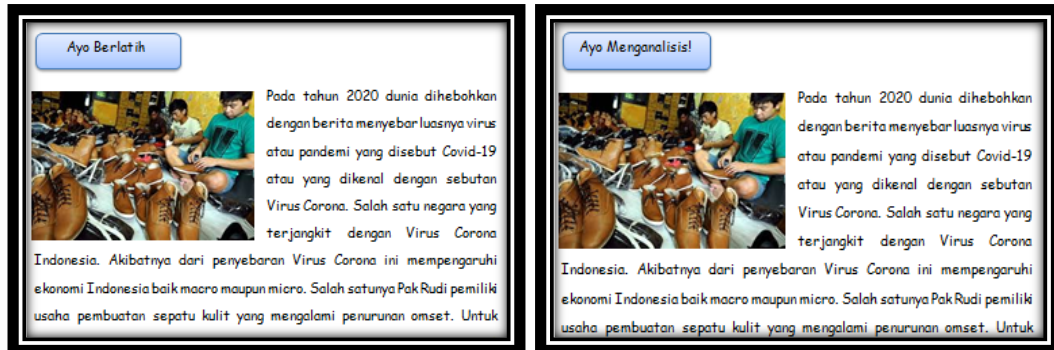 Ayo Berlatih
Pada tahun 2020 dunia dihebohkan
dengan berita menyebar luasnya virus
atau pandemi yang disebut Covid-19
atau yang dikenal dengan sebutan
Virus Corona. Salah satu negara yang
terjangkit dengan Virus Corona
Indonesia. Akibatnya dari penyebaran Virus Corona ini mempengaruhi
ekonomi Indonesia baik macro maupun micro. Salah satunya Pak Rudi pemiliki
usaha pembuatan sepatu kulit yang mengalami penurunan omset. Untuk
Ayo Menganalisis!
Pada tahun 2020 dunia dihebohkan
dengan berita menyebar luasnya virus
atau pandemi yang disebut Covid-19
atau yang dikenal dengan sebutan
Virus Corona. Salah satu negara yang
terjangkit dengan Virus Corona
Indonesia. Akibatnya dari penyebaran Virus Corona ini mempengaruhi
ekonomi Indonesia baik macro maupun micro. Salah satunya Pak Rudi pemiliki
usaha pembuatan sepatu kulit yang mengalami penurunan omset. Untuk